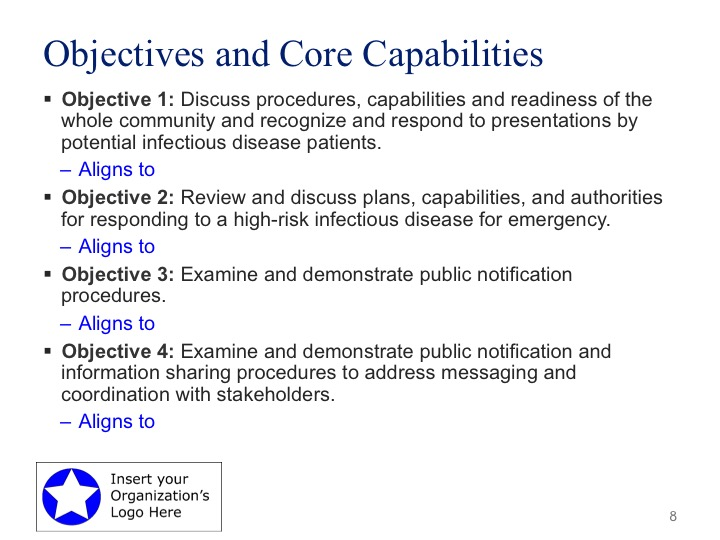 Objectives and Core Capabilities
▪ Objective 1: Discuss procedures, capabilities and readiness of the
whole community and recognize and respond to presentations by
potential infectious disease patients.
– Aligns to
▪ Objective 2: Review and discuss plans, capabilities, and authorities
for responding to a high-risk infectious disease for emergency.
– Aligns to
▪ Objective 3: Examine and demonstrate public notification
procedures.
– Aligns to
▪ Objective 4: Examine and demonstrate public notification and
information sharing procedures to address messaging and
coordination with stakeholders.
– Aligns to
Insert your
Organization’s
Logo Here
8